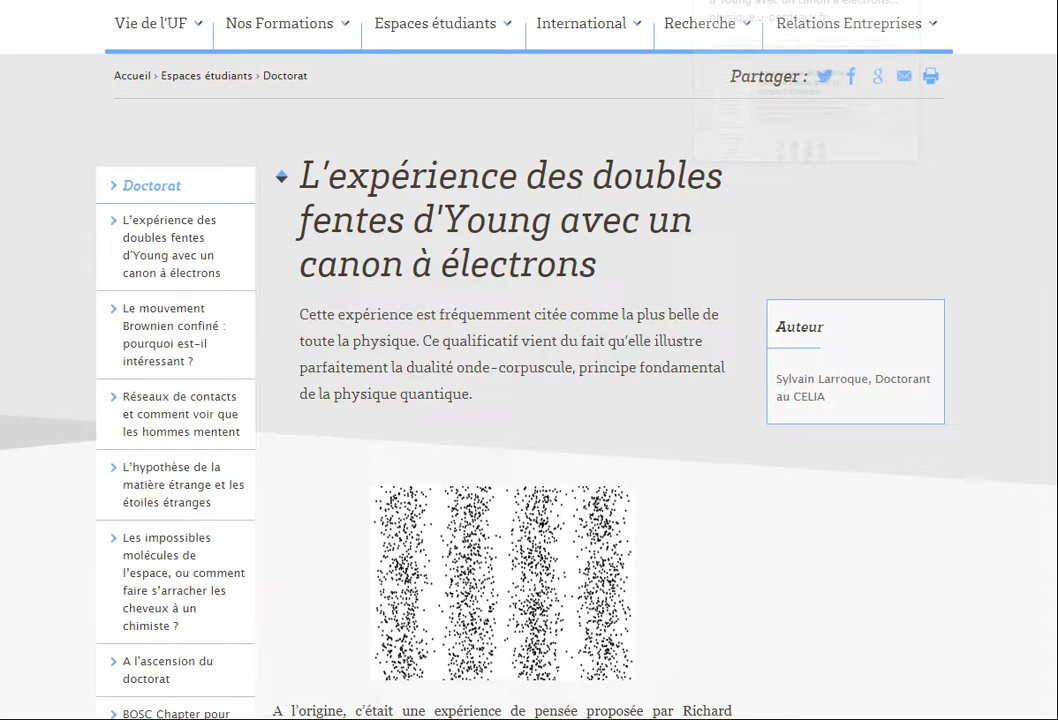 Vie de l'UF Nos Formations Espaces étudiants International Recherche Relations Entreprises
Accueil › Espaces étudiants › Doctorat
Partager :
Doctorat
L'expérience des
doubles fentes
d'Young avec un
canon à électrons
Le mouvement
Brownien confiné :
pourquoi est-il
intéressant ?
Réseaux de contacts
et comment voir que
les hommes mentent
L'hypothèse de la
matière étrange et les
étoiles étranges
Les impossibles
molécules de
l'espace, ou comment
faire s'arracher les
cheveux à un
chimiste ?
A l'ascension du
doctorat
BOSC Chapter pour
L'expérience des doubles
fentes d'Young avec un
canon à électrons
Cette expérience est fréquemment citée comme la plus belle de
toute la physique. Ce qualificatif vient du fait qu'elle illustre
parfaitement la dualité onde-corpuscule, principe fondamental
de la physique quantique.
A l'origine, c'était une expérience de pensée proposée par Richard
Auteur
Sylvain Larroque, Doctorant
au CELIA